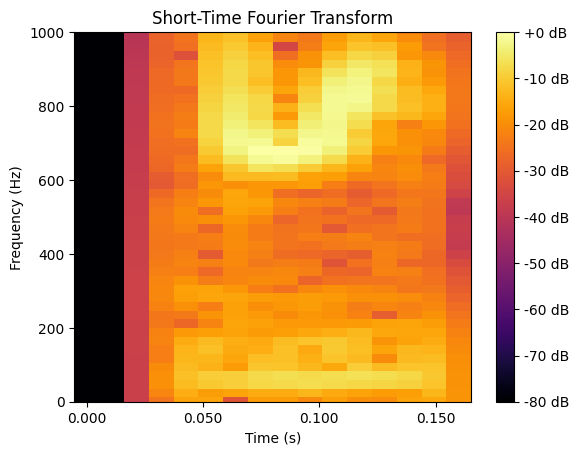 Short-Time Fourier Transform
1000
800
600
400
200
0
Frequency (Hz)
0.000
0.050
0.100
0.150
Time (s)
+0 dB
-10 dB
-20 dB
-30 dB
-40 dB
-50 dB
-60 dB
-70 dB
-80 dB